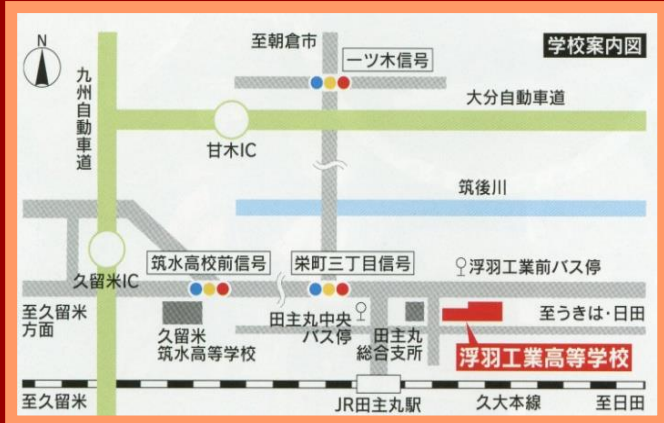 N
至朝倉市
学校案内図
一ツ木信号
九州自動車道
大分自動車道
甘木IC
筑後川
久留米IC
筑水高校前信号
栄町三丁目信号
浮羽工業前バス停
至久留米
方面
久留米
筑水高等学校
田主丸中央
バス停
田主丸
総合支所
至うきは・日田
浮羽工業高等学校
至久留米
JR田主丸駅
久大本線
至日田